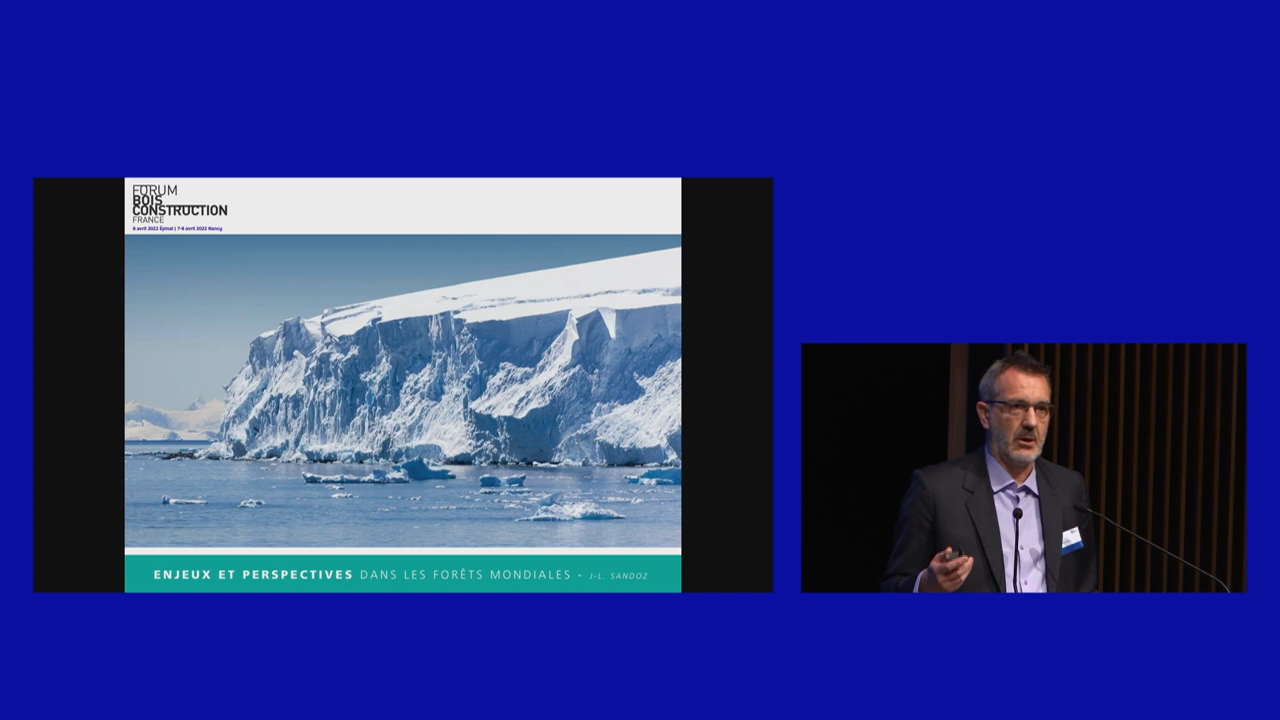 FORUM
BOIS
CONSTRUCTION
FRANCE
6 avril 2022 Épinal | 7-8 avril 2022 Nancy
ENJEUX ET PERSPECTIVES DANS LES FORÊTS MONDIALES - J-L. SANDOZ